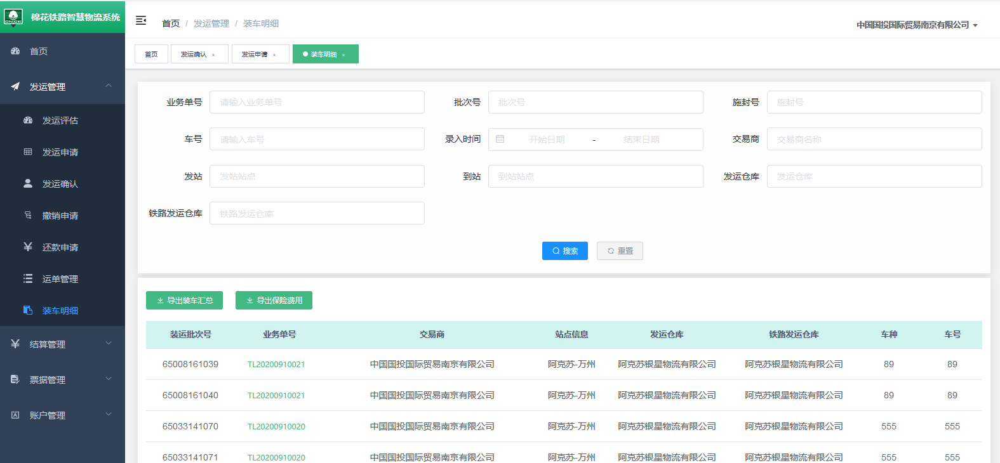 棉花铁路智慧物流系统
首页
发运管理
发运评估
发运申请
发运确认
撤销申请
还款申请
运单管理
装车明细
结算管理
票据管理
账户管理
首页 / 发运管理 / 装车明细
中国国投国际贸易南京有限公司
首页 发运确认 × 发运申请 × 装车明细 ×
业务单号 请输入业务单号 批次号 批次号 施封号 施封号
车号 请输入车号 录入时间 开始日期 - 结束日期 交易商 交易商名称
发站 发站站点 到站 到站站点 发运仓库 发运仓库
铁路发运仓库 铁路发运仓库
搜索 重置
导出装车汇总 导出保险费用
装运批次号 业务单号 交易商 站点信息 发运仓库 铁路发运仓库 车种 车号
65008161039 TL20200910021 中国国投国际贸易南京有限公司 阿克苏-万州 阿克苏银星物流有限公司 阿克苏银星物流有限公司 89 89
65008161040 TL20200910021 中国国投国际贸易南京有限公司 阿克苏-万州 阿克苏银星物流有限公司 阿克苏银星物流有限公司 89 89
65033141070 TL20200910020 中国国投国际贸易南京有限公司 阿克苏-万州 阿克苏银星物流有限公司 阿克苏银星物流有限公司 555 555
65033141071 TL20200910020 中国国投国际贸易南京有限公司 阿克苏-万州 阿克苏银星物流有限公司 阿克苏银星物流有限公司 555 555